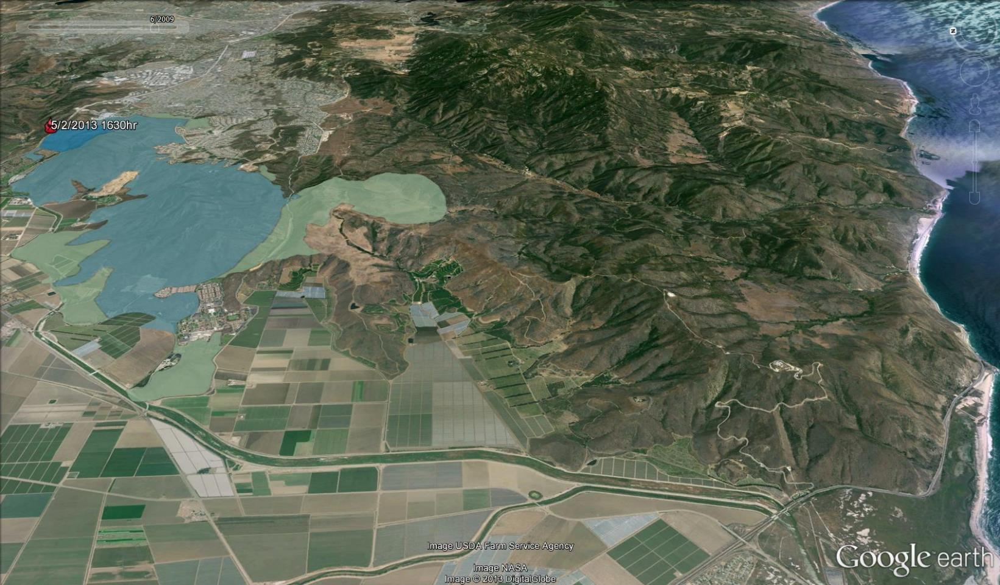 6/2009
N
5/2/2013 1630hr
Image USDA Farm Service Agency
Image NASA
Image © 2013 DigitalGlobe
Google earth